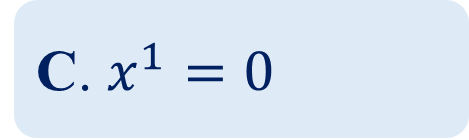 C. x¹ = 0